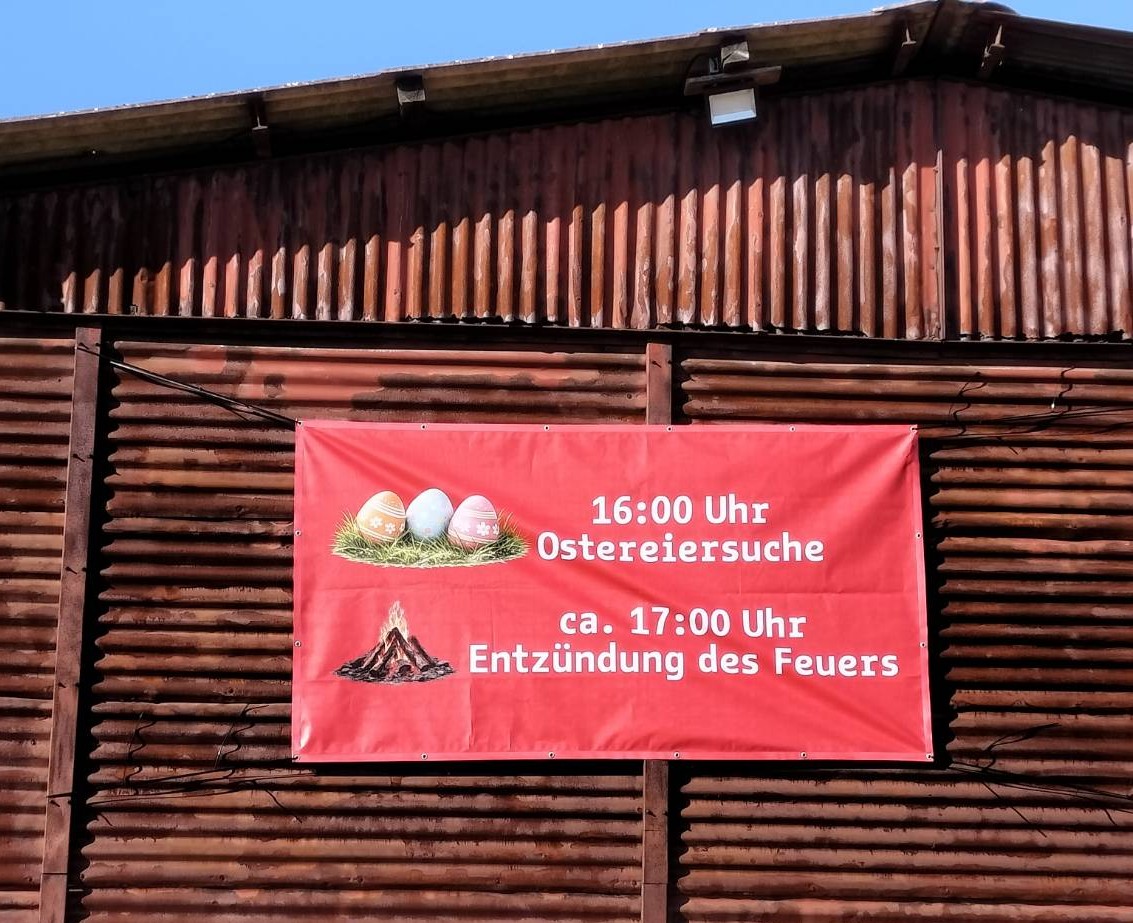 16:00 Uhr
Ostereiersuche
ca. 17:00 Uhr
Entzündung des Feuers